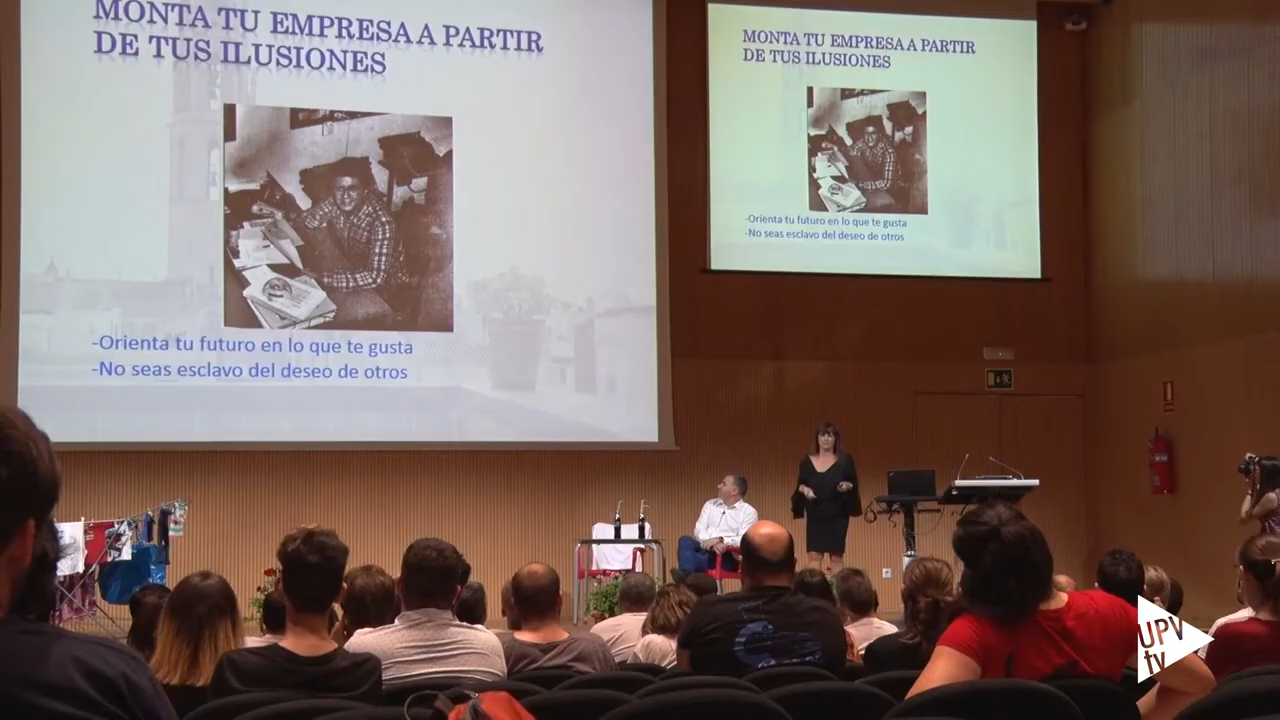 MONTA TU EMPRESA A PARTIR
DE TUS ILUSIONES
-Orienta tu futuro en lo que te gusta
-No seas esclavo del deseo de otros
MONTA TU EMPRESA A PARTIR
DE TUS ILUSIONES
-Orienta tu futuro en lo que te gusta
-No seas esclavo del deseo de otros
UPV
tv